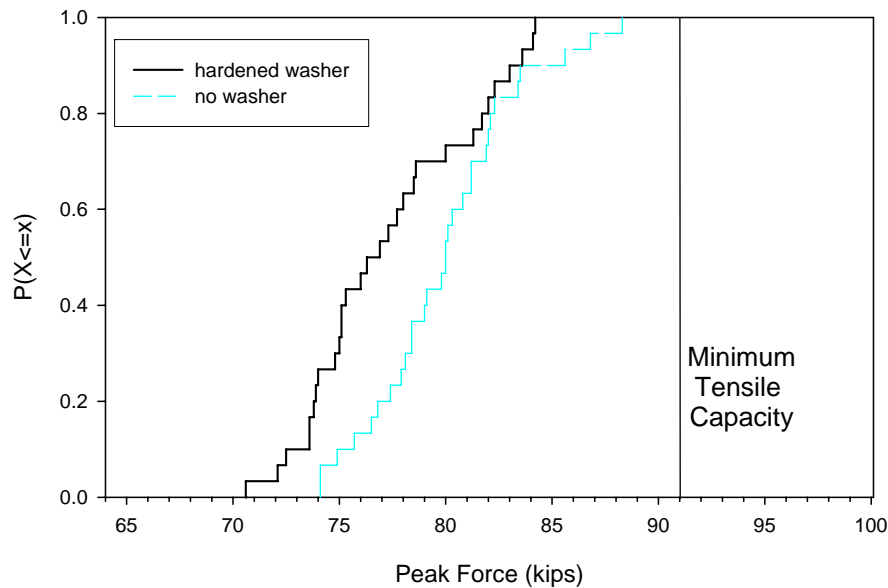 1.0
0.8
0.6
0.4
0.2
0.0
P(X<=x)
hardened washer
no washer
Minimum
Tensile
Capacity
65 70 75 80 85 90 95 100
Peak Force (kips)